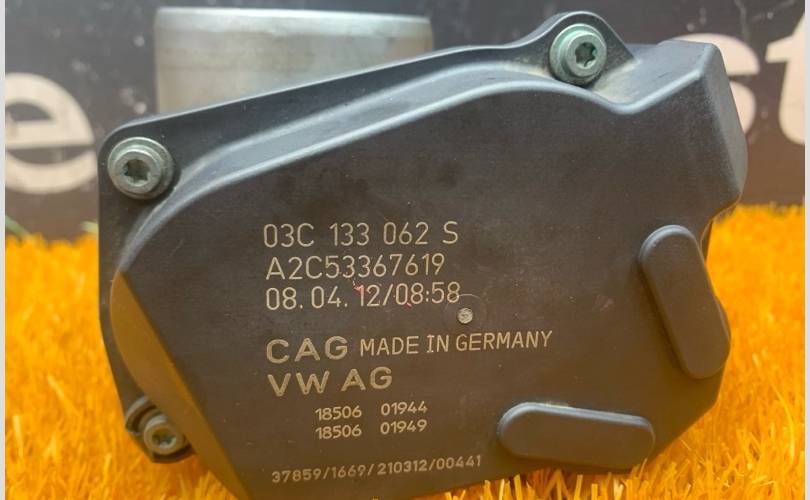 e
st
03C 133 062 S
A2C53367619
08.04.12/08:58
CAG MADE IN GERMANY
VW AG
18506 01944
18506 01949
37859/1669/210312/00441